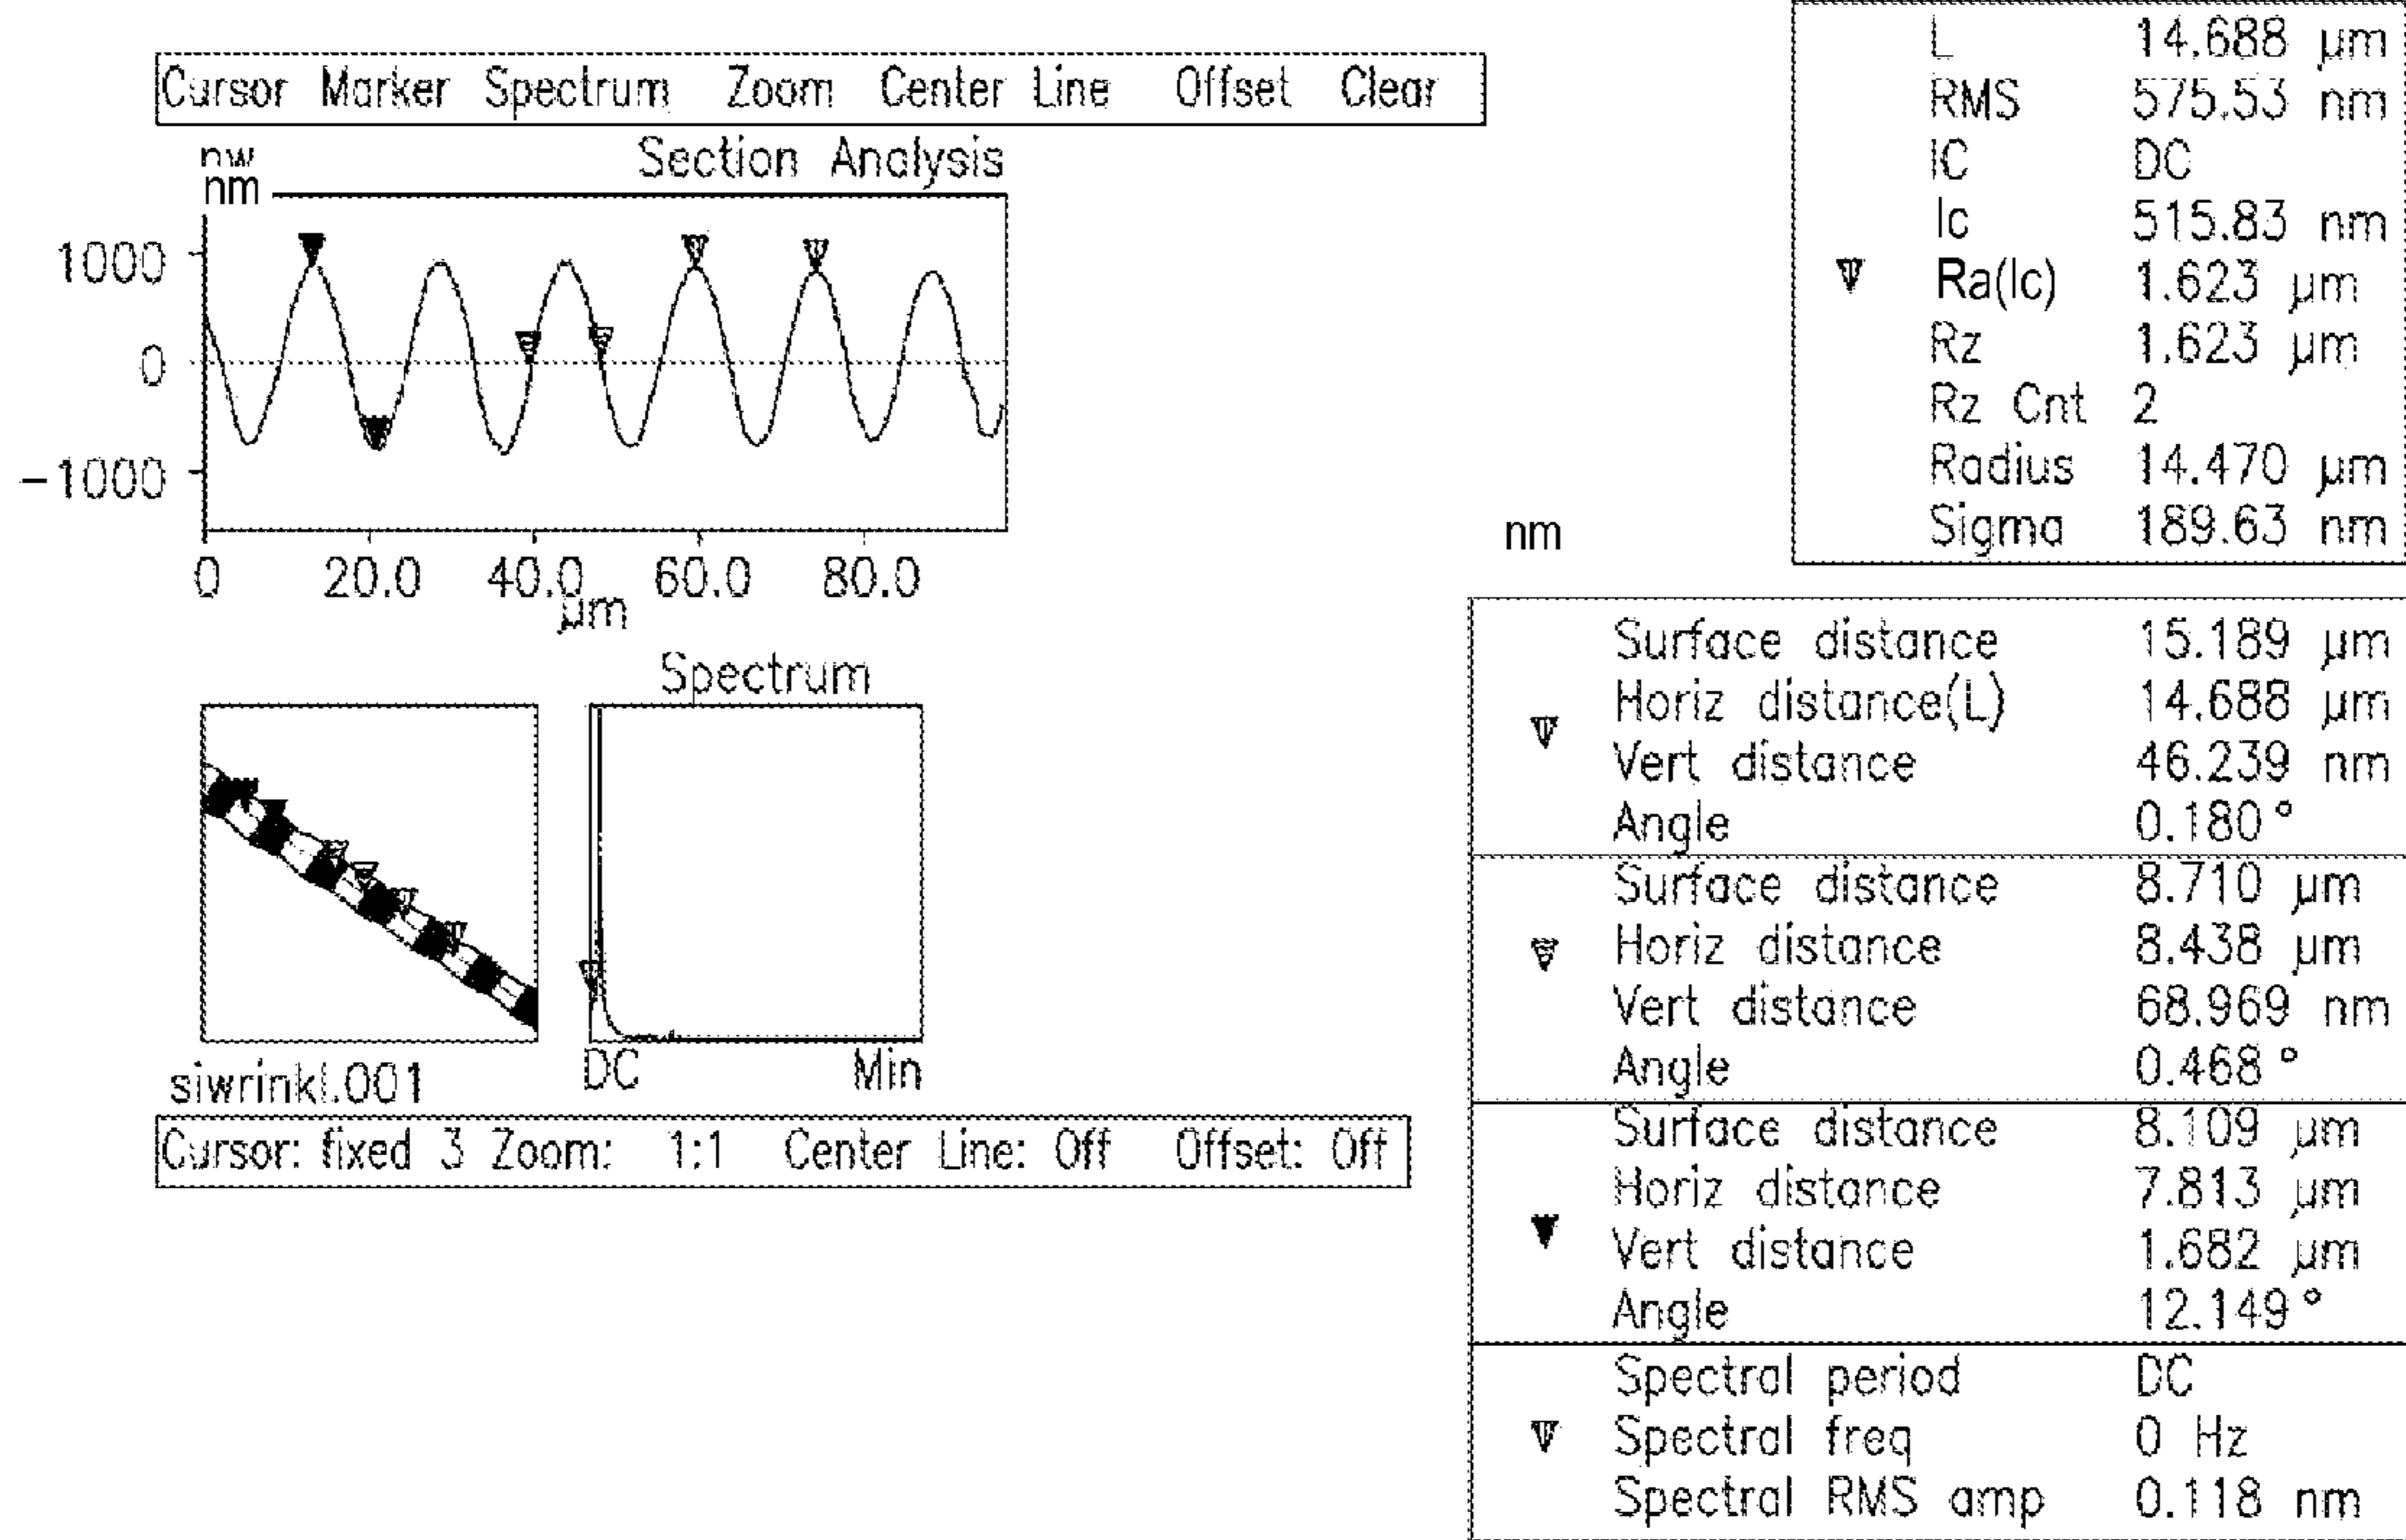 Cursor Marker Spectrum Zoom Center Line Offset Clear
nw
nm
Section Analysis
1000
0
-1000
0 20.0 40.0 60.0 80.0
µm
Spectrum
DC Min
siwrinkl.001
Cursor: fixed 3 Zoom: 1:1 Center Line: Off Offset: Off
L 14.688 µm
RMS 575.53 nm
IC DC
Ic 515.83 nm
Ra(Ic) 1.623 µm
Rz 1.623 µm
Rz Cnt 2
Radius 14.470 µm
Sigma 189.63 nm
nm
Surface distance 15.189 µm
Horiz distance(L) 14.688 µm
Vert distance 46.239 nm
Angle 0.180°
Surface distance 8.710 µm
Horiz distance 8.438 µm
Vert distance 68.969 nm
Angle 0.468°
Surface distance 8.109 µm
Horiz distance 7.813 µm
Vert distance 1.682 µm
Angle 12.149°
Spectral period DC
Spectral freq 0 Hz
Spectral RMS amp 0.118 nm